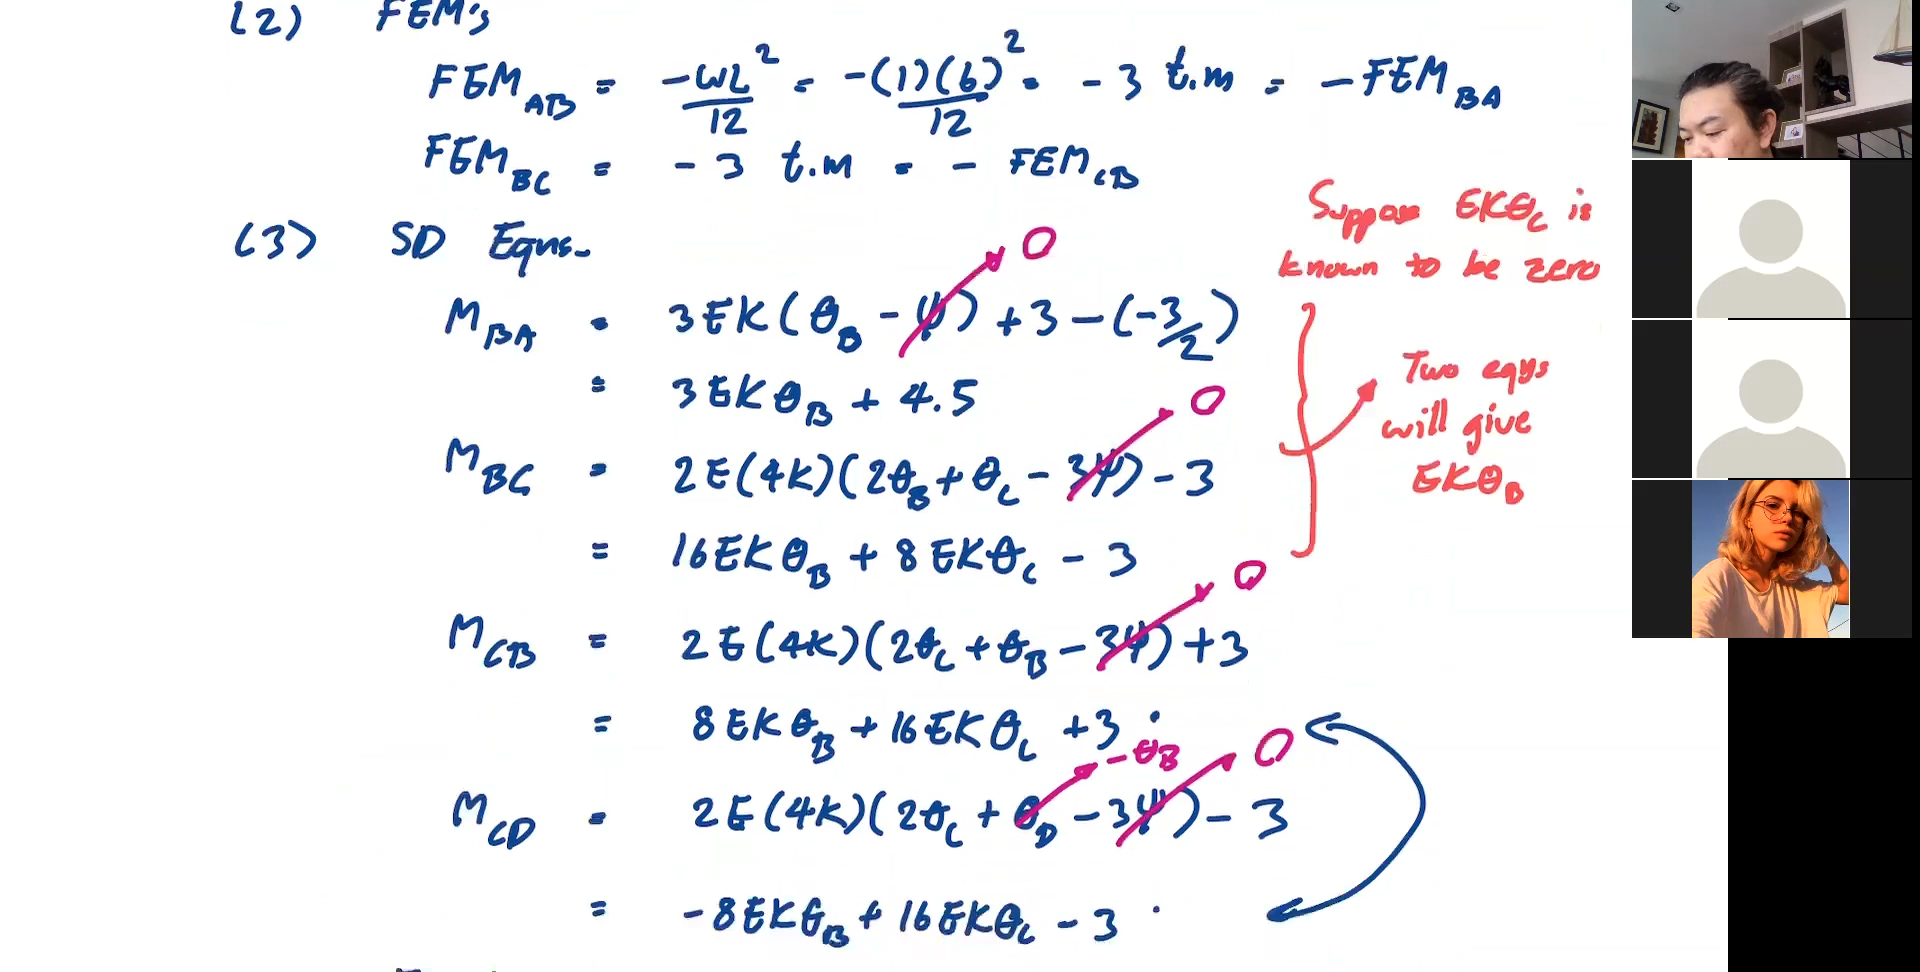 (2) FEM's
FEM_AB = -wL²/12 = -(1)(6)²/12 = -3 t.m = -FEM_BA
FEM_BC = -3 t.m = - FEM_CB
(3) SD Eqns.
M_BA = 3EK(θ_B - ψ) + 3 - (-3/2)
0
= 3EKθ_B + 4.5
M_BC = 2E(4K)(2θ_B + θ_C - 3ψ) - 3
0
= 16EKθ_B + 8EKθ_C - 3
M_CB = 2E(4K)(2θ_C + θ_B - 3ψ) + 3
0
= 8EKθ_B + 16EKθ_C + 3
M_CD = 2E(4K)(2θ_C + θ_D - 3ψ) - 3
-θ_B
0
= -8EKθ_B + 16EKθ_C - 3
Suppose EKθ_C is
known to be zero
Two eqns
will give
EKθ_B